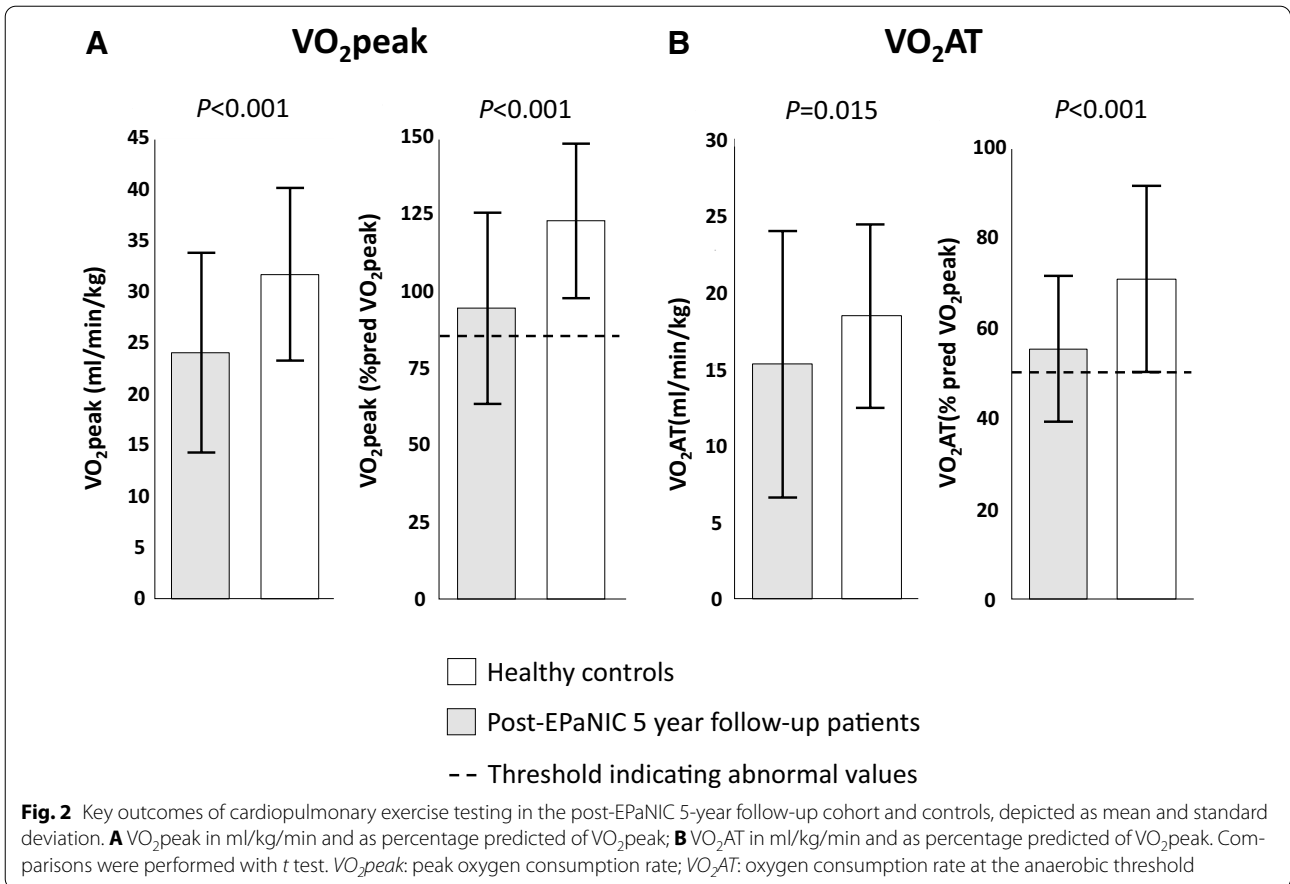 A VO₂peak
B VO₂AT
P<0.001
P<0.001
P=0.015
P<0.001
VO₂peak (ml/min/kg)
45
40
35
30
25
20
15
10
5
0
VO₂peak (%pred VO₂peak)
150
125
100
75
50
25
0
VO₂AT(ml/min/kg)
30
25
20
15
10
5
0
VO₂AT(% pred VO₂peak)
100
80
60
40
20
0
Healthy controls
Post-EPaNIC 5 year follow-up patients
Threshold indicating abnormal values
Fig. 2 Key outcomes of cardiopulmonary exercise testing in the post-EPaNIC 5-year follow-up cohort and controls, depicted as mean and standard
deviation. A VO₂peak in ml/kg/min and as percentage predicted of VO₂peak; B VO₂AT in ml/kg/min and as percentage predicted of VO₂peak. Com-
parisons were performed with t test. VO₂peak: peak oxygen consumption rate; VO₂AT: oxygen consumption rate at the anaerobic threshold